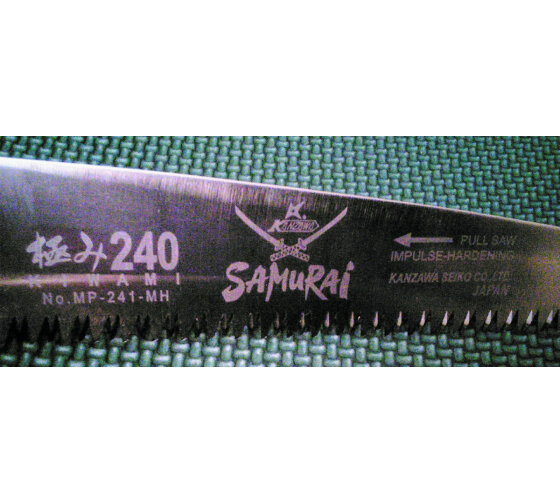 極み240
KIWAMI
No.MP-241-MH
KANZAWA
SAMURAI
PULL SAW
IMPULSE-HARDENING
KANZAWA SEIKO CO.,LTD.
JAPAN